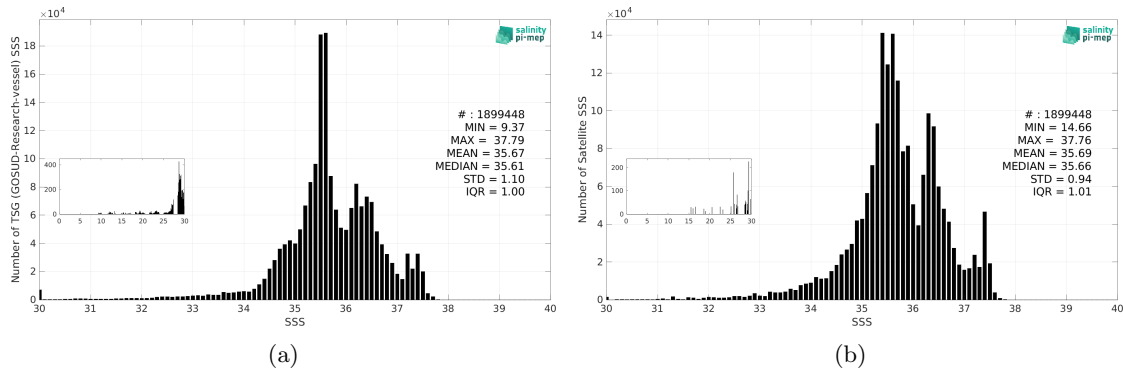 ×10⁴
18
16
14
12
10
8
6
4
2
0
Number of TSG (GOSUD-Research-vessel) SSS
salinity
pi-mep
# : 1899448
MIN = 9.37
MAX = 37.79
MEAN = 35.67
MEDIAN = 35.61
STD = 1.10
IQR = 1.00
400
200
0
0 5 10 15 20 25 30
30 31 32 33 34 35 36 37 38 39 40
SSS
(a)
×10⁴
14
12
10
8
6
4
2
0
Number of Satellite SSS
salinity
pi-mep
# : 1899448
MIN = 14.66
MAX = 37.76
MEAN = 35.69
MEDIAN = 35.66
STD = 0.94
IQR = 1.01
200
100
0
0 5 10 15 20 25 30
30 31 32 33 34 35 36 37 38 39 40
SSS
(b)